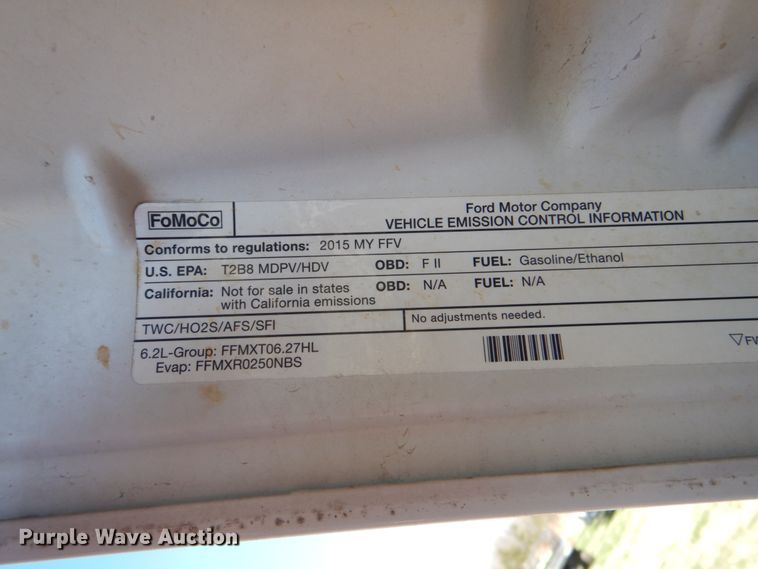 FoMoCo
Ford Motor Company
VEHICLE EMISSION CONTROL INFORMATION
Conforms to regulations: 2015 MY FFV
U.S. EPA: T2B8 MDPV/HDV OBD: F II FUEL: Gasoline/Ethanol
California: Not for sale in states with California emissions OBD: N/A FUEL: N/A
TWC/HO2S/AFS/SFI
No adjustments needed.
6.2L-Group: FFMXT06.27HL
Evap: FFMXR0250NBS
Purple Wave Auction